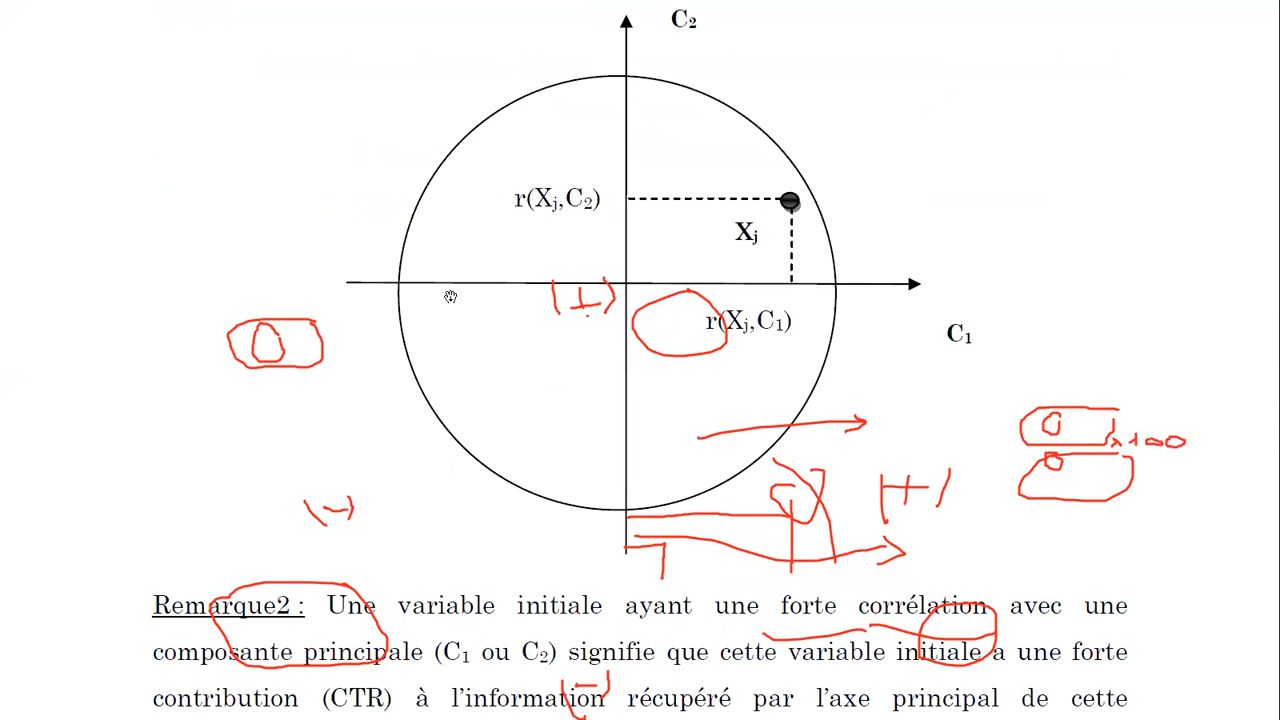 C₂
r(Xⱼ,C₂)
Xⱼ
(+)
r(Xⱼ,C₁)
C₁
x100
(+)
(-)
Remarque2 : Une variable initiale ayant une forte corrélation avec une
composante principale (C₁ ou C₂) signifie que cette variable initiale a une forte
(-)
contribution (CTR) à l'information récupéré par l'axe principal de cette